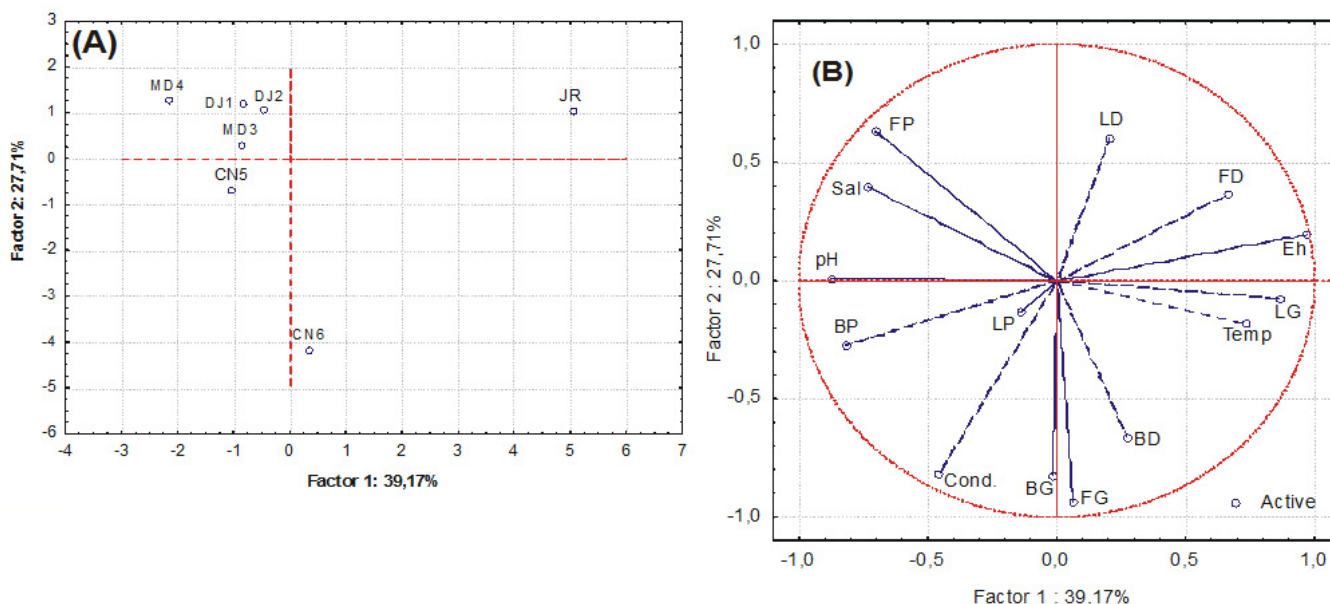 (A)
3
2
1
0
-1
-2
-3
-4
-5
-6
Factor 2: 27,71%
MD4
DJ1
DJ2
MD3
CN5
JR
CN6
-4 -3 -2 -1 0 1 2 3 4 5 6 7
Factor 1: 39,17%
(B)
1,0
0,5
0,0
-0,5
-1,0
Factor 2 : 27,71%
FP
LD
Sal
FD
Eh
pH
LG
LP
Temp
BP
BD
Cond.
BG
FG
Active
-1,0 -0,5 0,0 0,5 1,0
Factor 1 : 39,17%